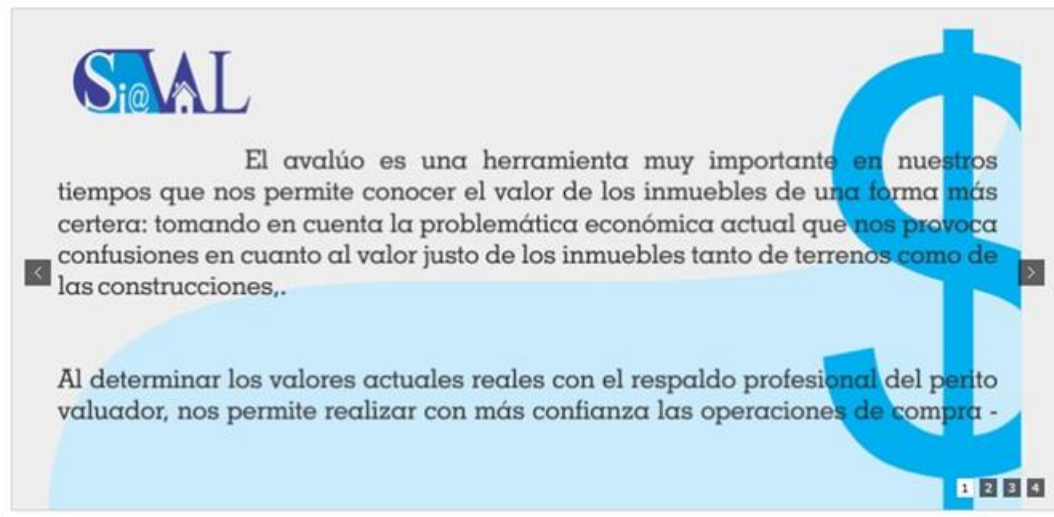 Si@VAL
El avalúo es una herramienta muy importante en nuestros
tiempos que nos permite conocer el valor de los inmuebles de una forma más
certera: tomando en cuenta la problemática económica actual que nos provoca
confusiones en cuanto al valor justo de los inmuebles tanto de terrenos como de
las construcciones,.
Al determinar los valores actuales reales con el respaldo profesional del perito
valuador, nos permite realizar con más confianza las operaciones de compra -
1 2 3 4